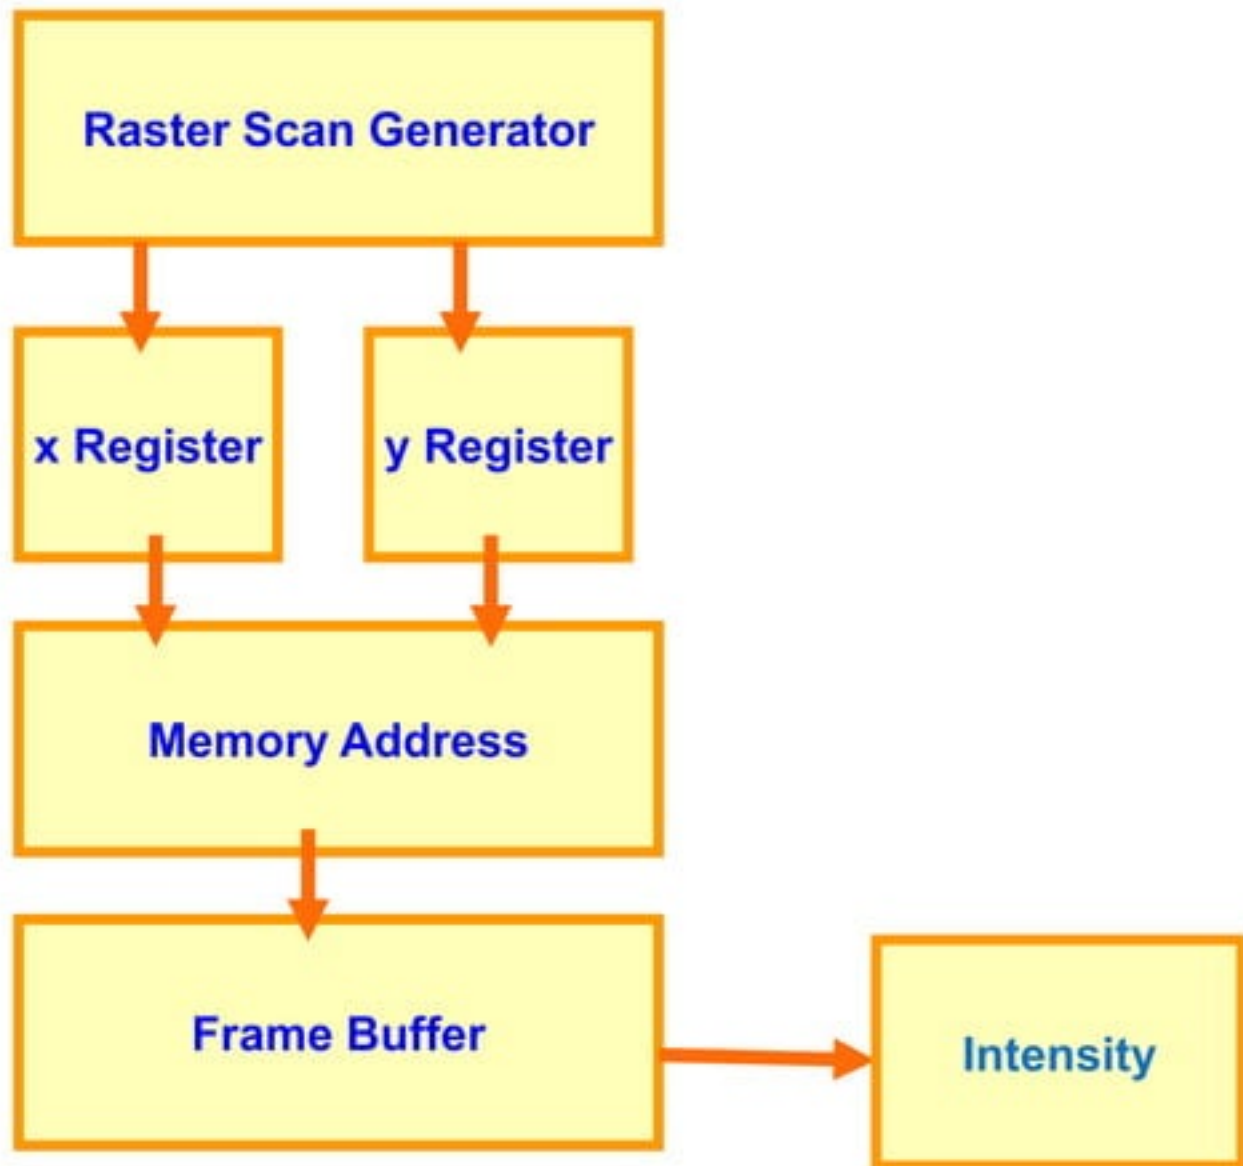 Raster Scan Generator
x Register
y Register
Memory Address
Frame Buffer
Intensity